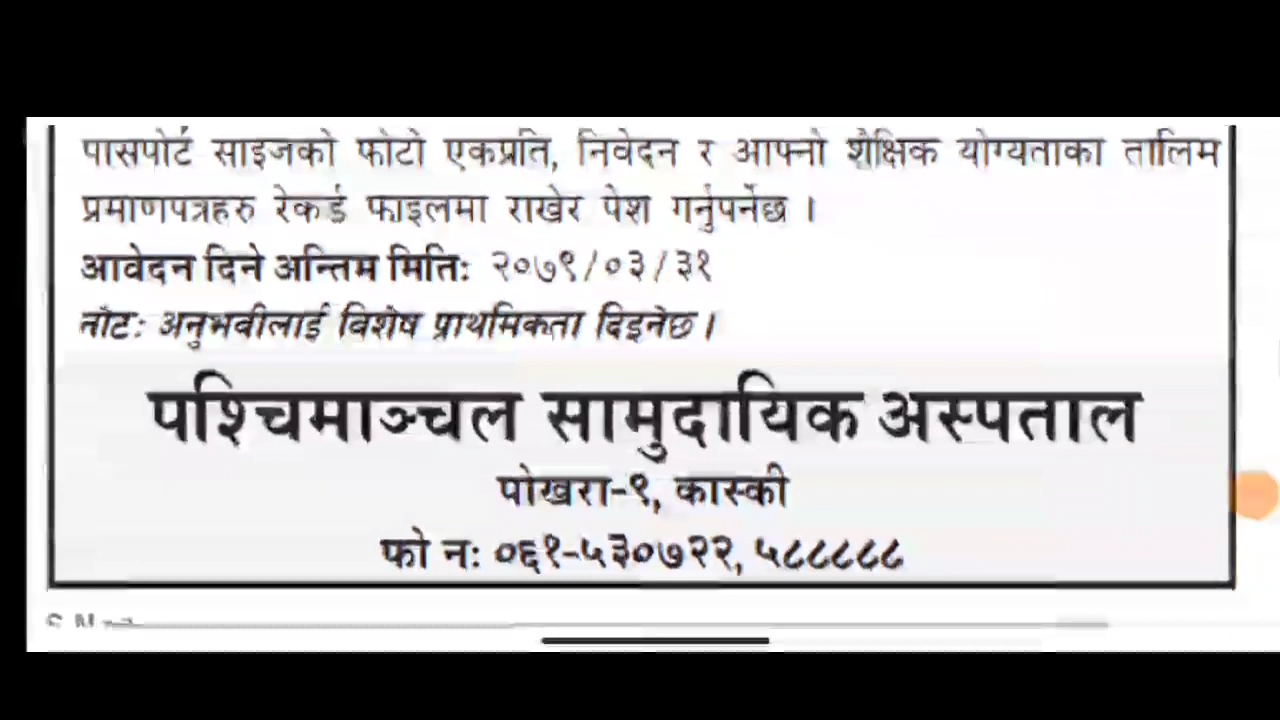 पासपोर्ट साइजको फोटो एकप्रति, निवेदन र आफ्नो शैक्षिक योग्यताका तालिम
प्रमाणपत्रहरु रेकर्ड फाइलमा राखेर पेश गर्नुपर्नेछ ।
आवेदन दिने अन्तिम मितिः २०७९/०३/३१
नोटः अनुभवीलाई विशेष प्राथमिकता दिइनेछ ।
पश्चिमाञ्चल सामुदायिक अस्पताल
पोखरा-९, कास्की
फो नः ०६१-५३०७२२, ५८८८८८